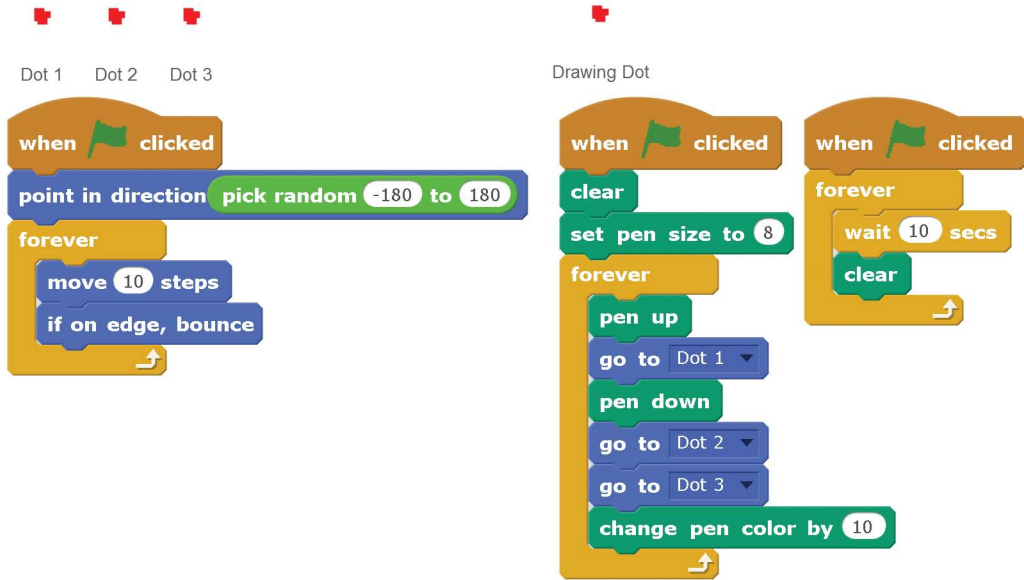 Dot 1 Dot 2 Dot 3
when clicked
point in direction pick random -180 to 180
forever
move 10 steps
if on edge, bounce
Drawing Dot
when clicked
clear
set pen size to 8
forever
pen up
go to Dot 1
pen down
go to Dot 2
go to Dot 3
change pen color by 10
when clicked
forever
wait 10 secs
clear